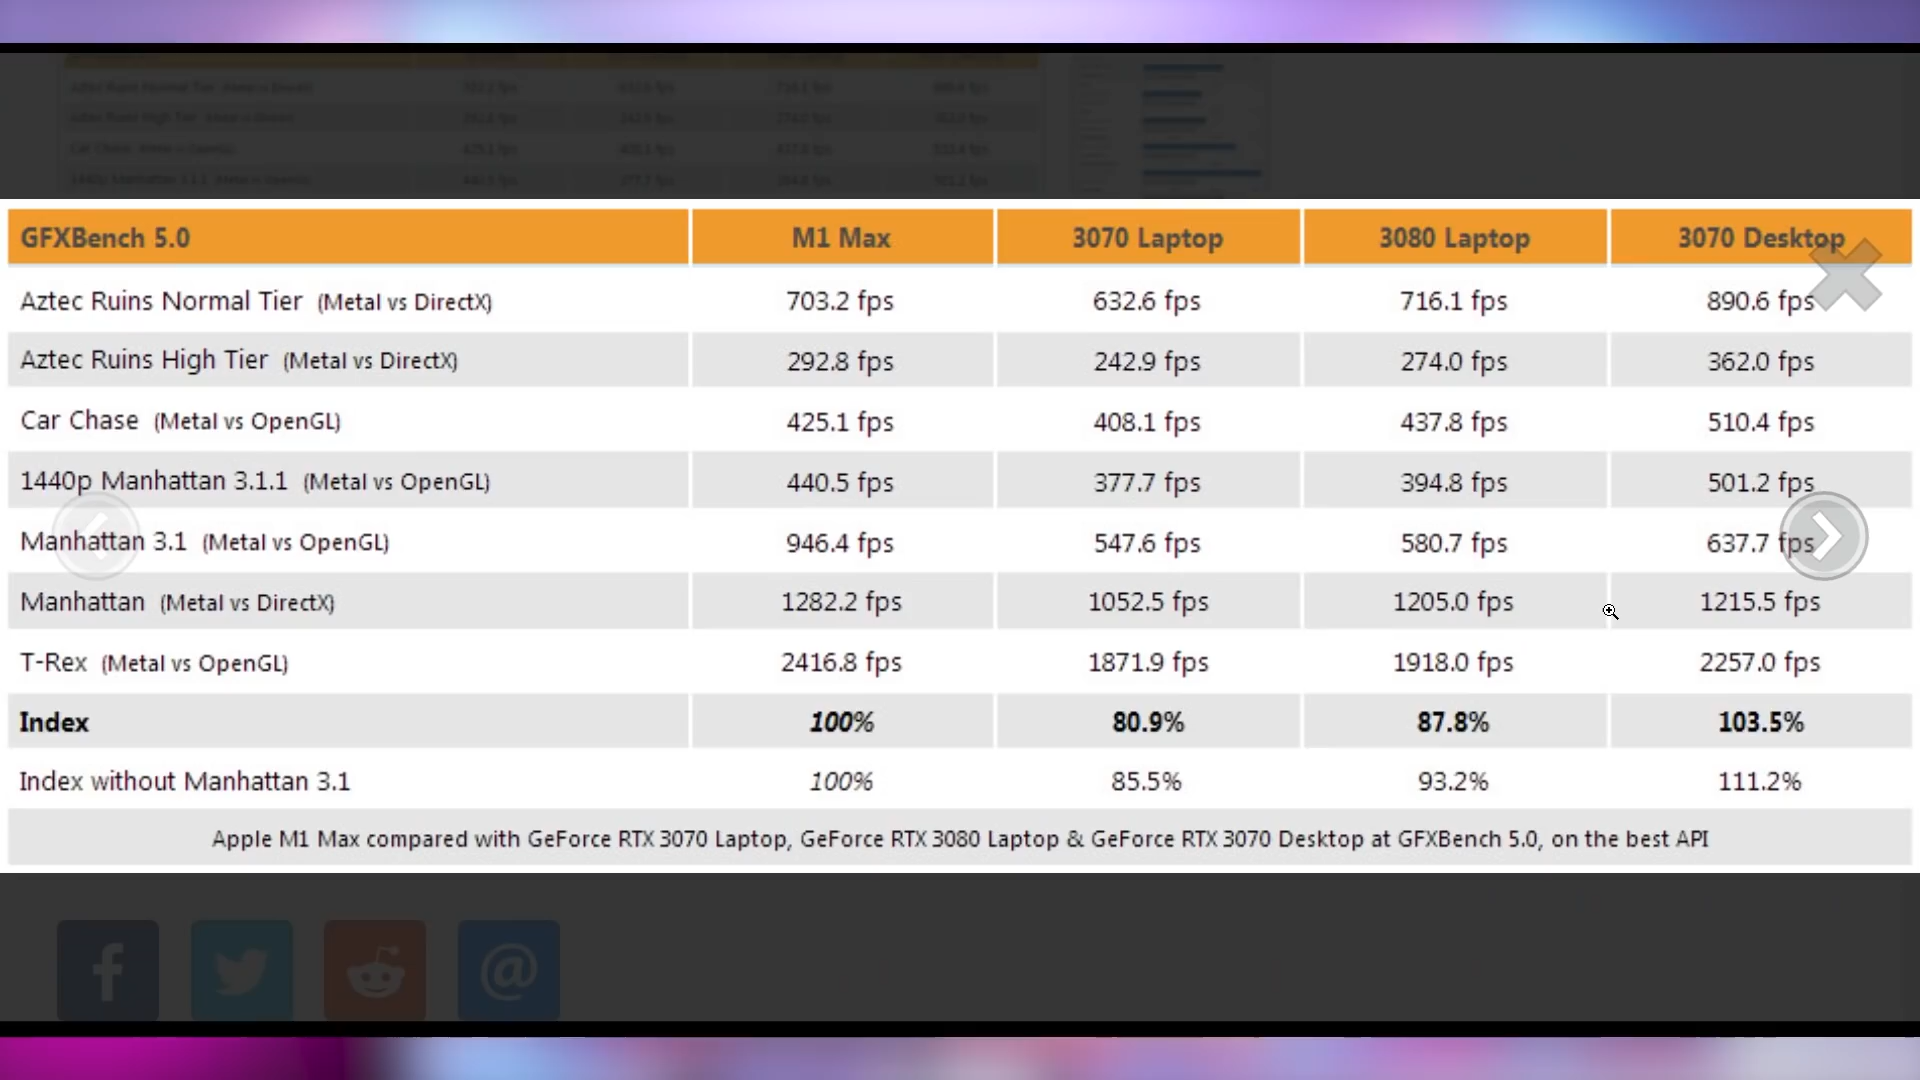 GFXBench 5.0 M1 Max 3070 Laptop 3080 Laptop 3070 Desktop
Aztec Ruins Normal Tier (Metal vs DirectX) 703.2 fps 632.6 fps 716.1 fps 890.6 fps
Aztec Ruins High Tier (Metal vs DirectX) 292.8 fps 242.9 fps 274.0 fps 362.0 fps
Car Chase (Metal vs OpenGL) 425.1 fps 408.1 fps 437.8 fps 510.4 fps
1440p Manhattan 3.1.1 (Metal vs OpenGL) 440.5 fps 377.7 fps 394.8 fps 501.2 fps
Manhattan 3.1 (Metal vs OpenGL) 946.4 fps 547.6 fps 580.7 fps 637.7 fps
Manhattan (Metal vs DirectX) 1282.2 fps 1052.5 fps 1205.0 fps 1215.5 fps
T-Rex (Metal vs OpenGL) 2416.8 fps 1871.9 fps 1918.0 fps 2257.0 fps
Index 100% 80.9% 87.8% 103.5%
Index without Manhattan 3.1 100% 85.5% 93.2% 111.2%
Apple M1 Max compared with GeForce RTX 3070 Laptop, GeForce RTX 3080 Laptop & GeForce RTX 3070 Desktop at GFXBench 5.0, on the best API